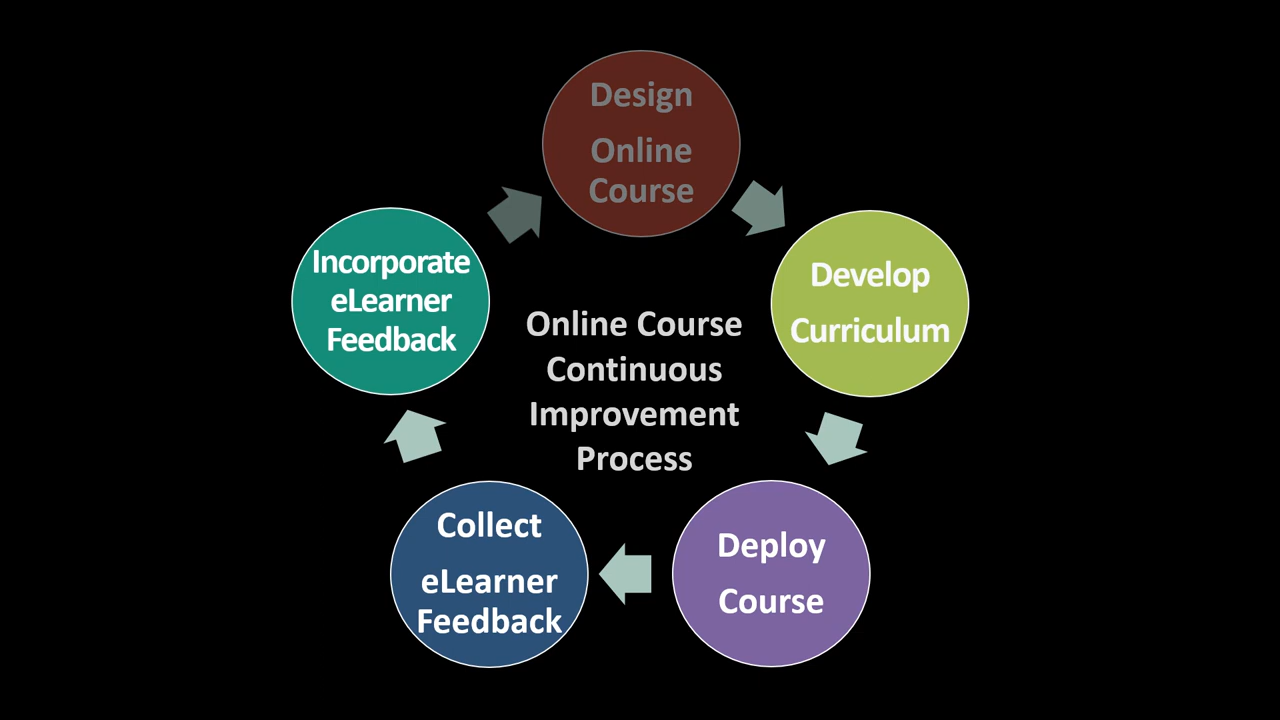 Design
Online
Course
Develop
Curriculum
Deploy
Course
Collect
eLearner
Feedback
Incorporate
eLearner
Feedback
Online Course
Continuous
Improvement
Process